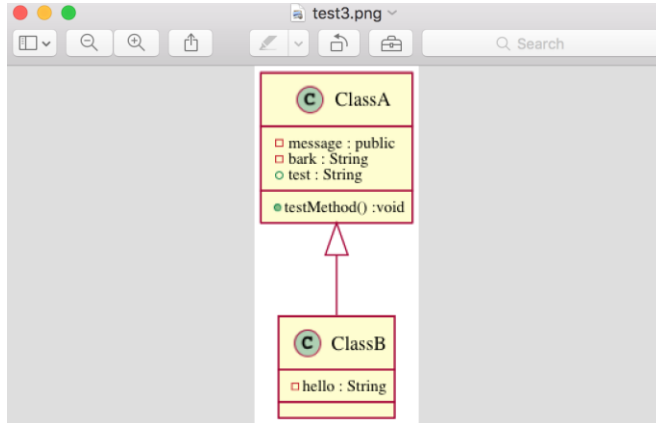 test3.png
Search
C ClassA
message : public
bark : String
test : String
testMethod() :void
C ClassB
hello : String